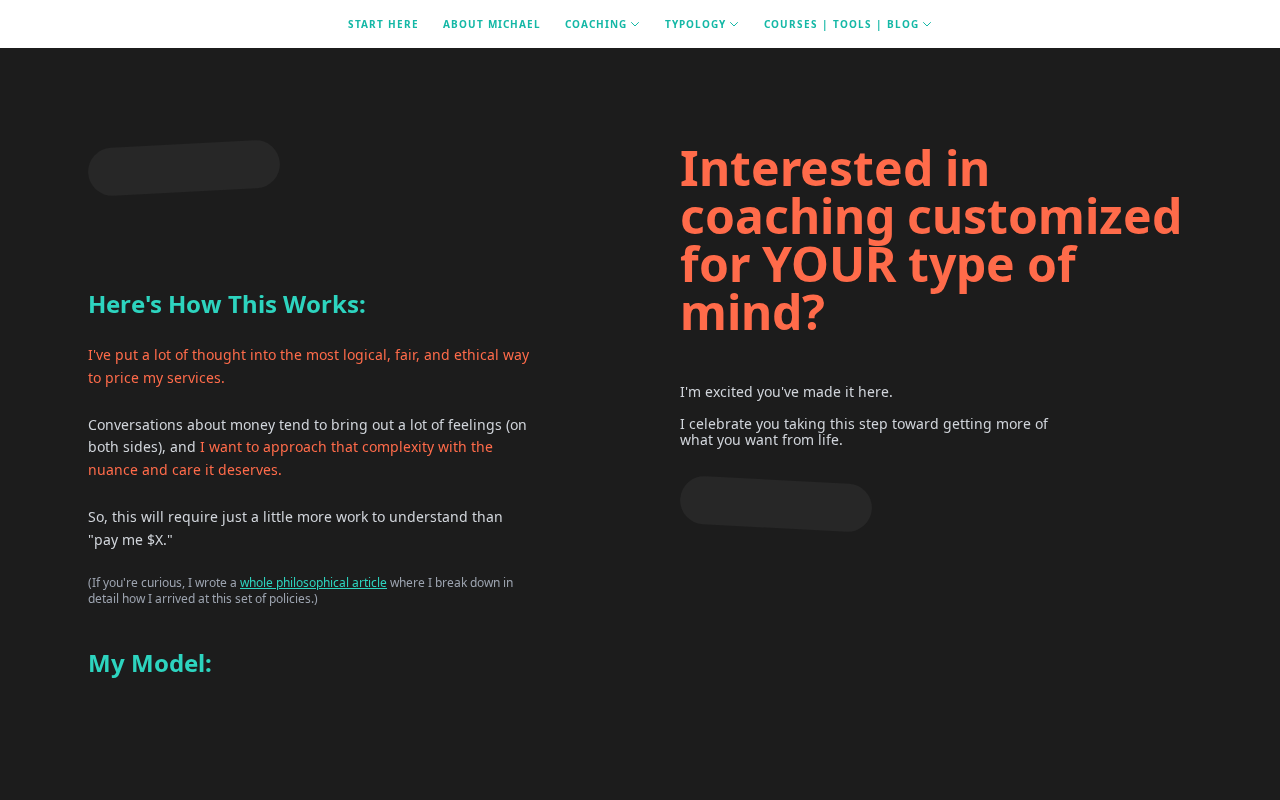 START HERE ABOUT MICHAEL COACHING TYPOLOGY COURSES | TOOLS | BLOG
Here's How This Works:
I've put a lot of thought into the most logical, fair, and ethical way
to price my services.
Conversations about money tend to bring out a lot of feelings (on
both sides), and I want to approach that complexity with the
nuance and care it deserves.
So, this will require just a little more work to understand than
"pay me $X."
(If you're curious, I wrote a whole philosophical article where I break down in
detail how I arrived at this set of policies.)
My Model:
Interested in
coaching customized
for YOUR type of
mind?
I'm excited you've made it here.
I celebrate you taking this step toward getting more of
what you want from life.